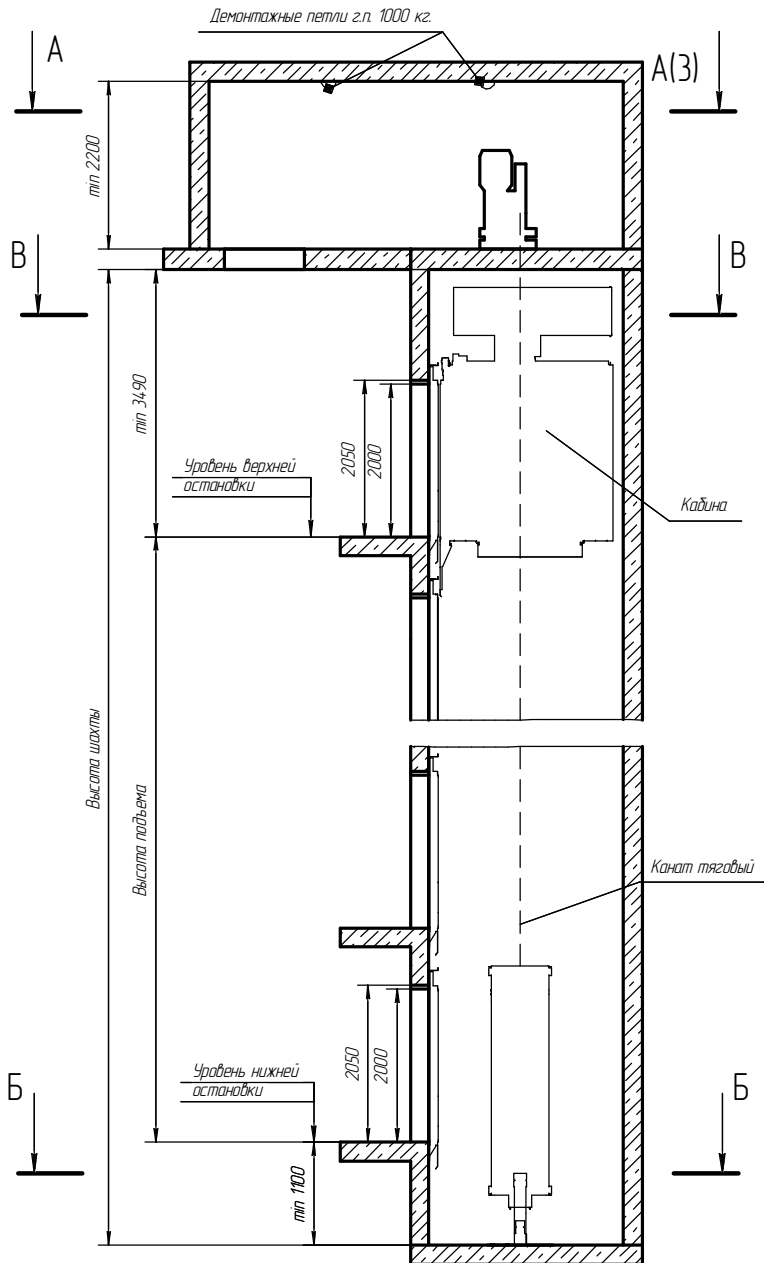 Демонтажные петли г.п. 1000 кг.
А
А(3)
min 2200
В
В
min 3490
2050
2000
Уровень верхней
остановки
Кабина
Высота шахты
Высота подъема
Канат тяговый
2050
2000
Уровень нижней
остановки
Б
Б
min 1100